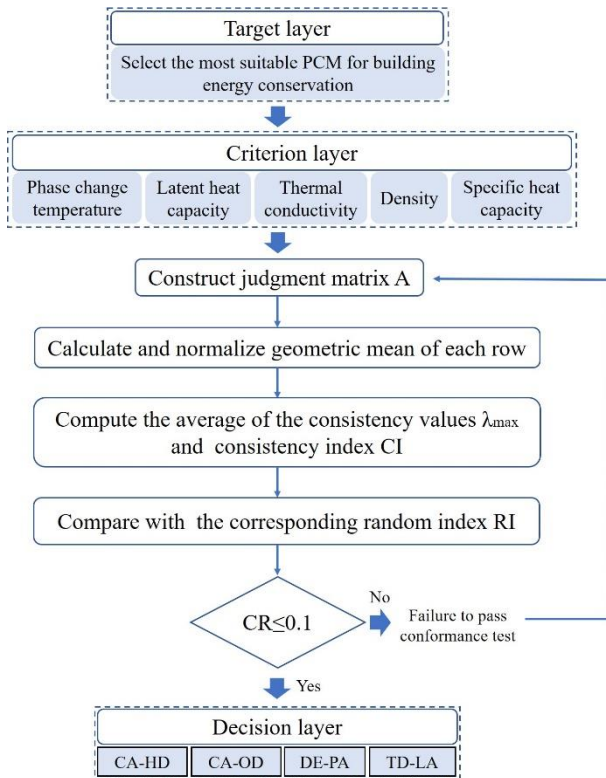 Target layer
Select the most suitable PCM for building
energy conservation
Criterion layer
Phase change
temperature
Latent heat
capacity
Thermal
conductivity
Density
Specific heat
capacity
Construct judgment matrix A
Calculate and normalize geometric mean of each row
Compute the average of the consistency values λmax
and consistency index CI
Compare with the corresponding random index RI
CR≤0.1
No
Failure to pass
conformance test
Yes
Decision layer
CA-HD
CA-OD
DE-PA
TD-LA